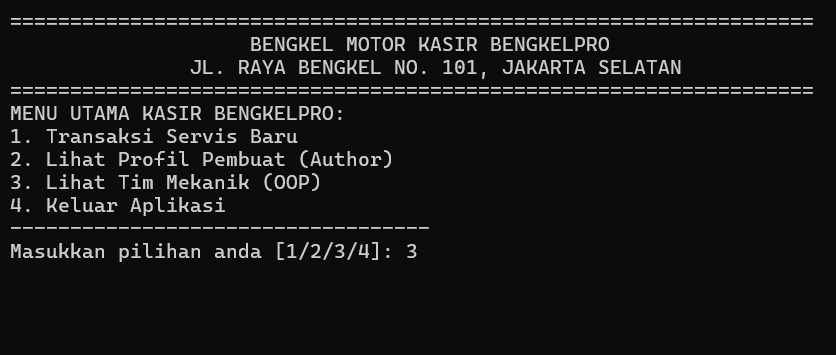 ===================================================================
BENGKEL MOTOR KASIR BENGKELPRO
JL. RAYA BENGKEL NO. 101, JAKARTA SELATAN
===================================================================
MENU UTAMA KASIR BENGKELPRO:
1. Transaksi Servis Baru
2. Lihat Profil Pembuat (Author)
3. Lihat Tim Mekanik (OOP)
4. Keluar Aplikasi
-----------------------------------
Masukkan pilihan anda [1/2/3/4]: 3